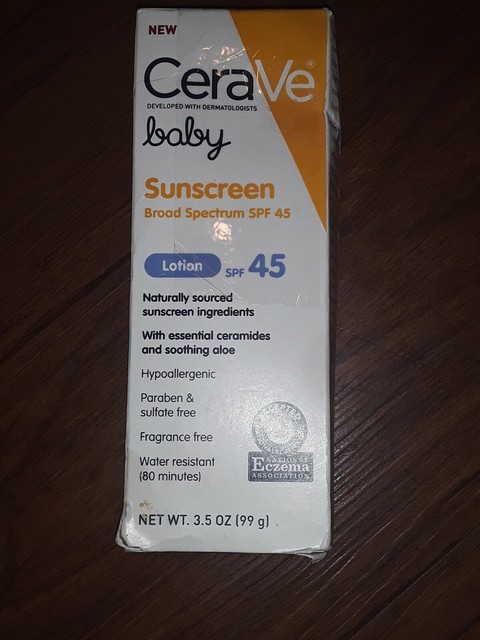 NEW
CeraVe®
DEVELOPED WITH DERMATOLOGISTS
baby
Sunscreen
Broad Spectrum SPF 45
Lotion SPF 45
Naturally sourced
sunscreen ingredients
With essential ceramides
and soothing aloe
Hypoallergenic
Paraben &
sulfate free
Fragrance free
Water resistant
(80 minutes)
ACCEPTED
NATIONAL
Eczema
ASSOCIATION
NET WT. 3.5 OZ (99 g)